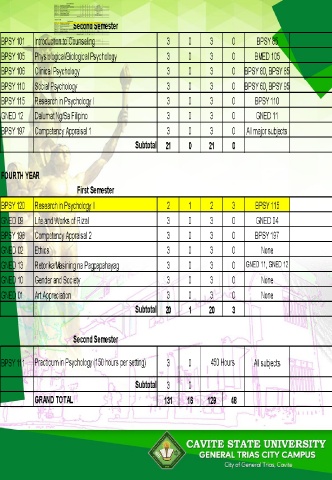 Second Semester
BPSY 101 Introduction to Counseling 3 0 3 0 BPSY 85
BPSY 105 Physiological/Biological Psychology 3 0 3 0 BMED 105
BPSY 106 Clinical Psychology 3 0 3 0 BPSY 80, BPSY 85
BPSY 110 Social Psychology 3 0 3 0 BPSY 60, BPSY 85
BPSY 115 Research in Psychology I 3 0 3 0 BPSY 110
GNED 12 Dalumat Ng/Sa Filipino 3 0 3 0 GNED 11
BPSY 197 Competency Appraisal 1 3 0 3 0 All major subjects
Subtotal 21 0 21 0
FOURTH YEAR
First Semester
BPSY 120 Research in Psychology II 2 1 2 3 BPSY 115
GNED 09 Life and Works of Rizal 3 0 3 0 GNED 04
BPSY 198 Competency Appraisal 2 3 0 3 0 BPSY 197
GNED 02 Ethics 3 0 3 0 None
GNED 13 Retorika/Masining na Pagpapahayag 3 0 3 0 GNED 11, GNED 12
GNED 10 Gender and Society 3 0 3 0 None
GNED 01 Art Appreciation 3 0 3 0 None
Subtotal 20 1 20 3
Second Semester
Practicum in Psychology (150 hours per setting) 3 0 450 Hours All subjects
Subtotal 3 0
GRAND TOTAL 131 16 129 48
CAVITE STATE UNIVERSITY
GENERAL TRIAS CITY CAMPUS
City of General Trias, Cavite